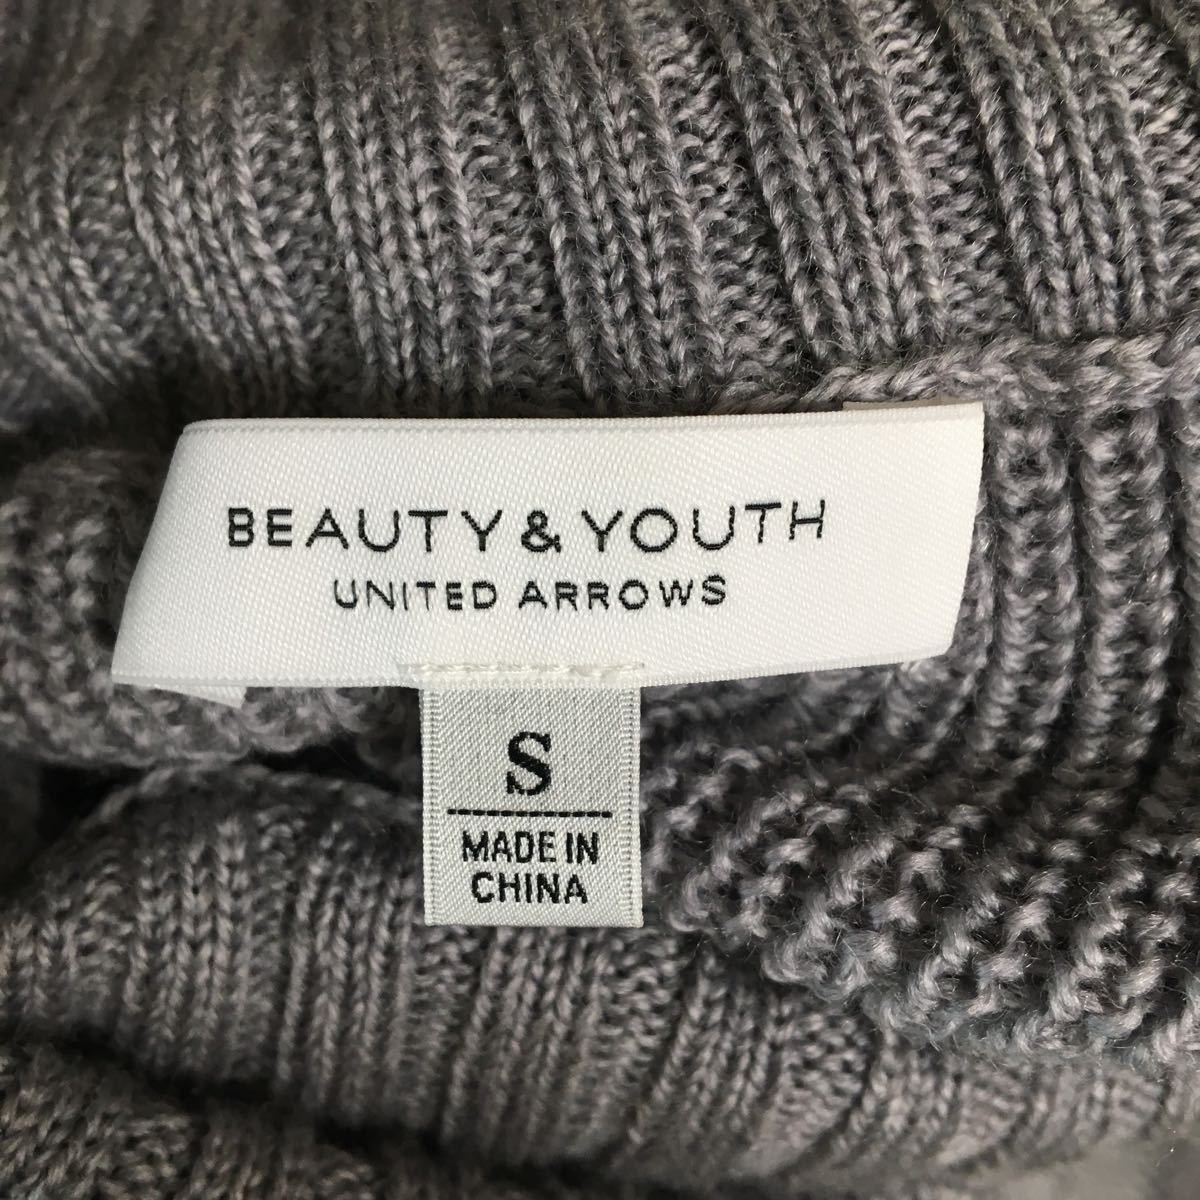 BEAUTY & YOUTH
UNITED ARROWS
S
MADE IN
CHINA